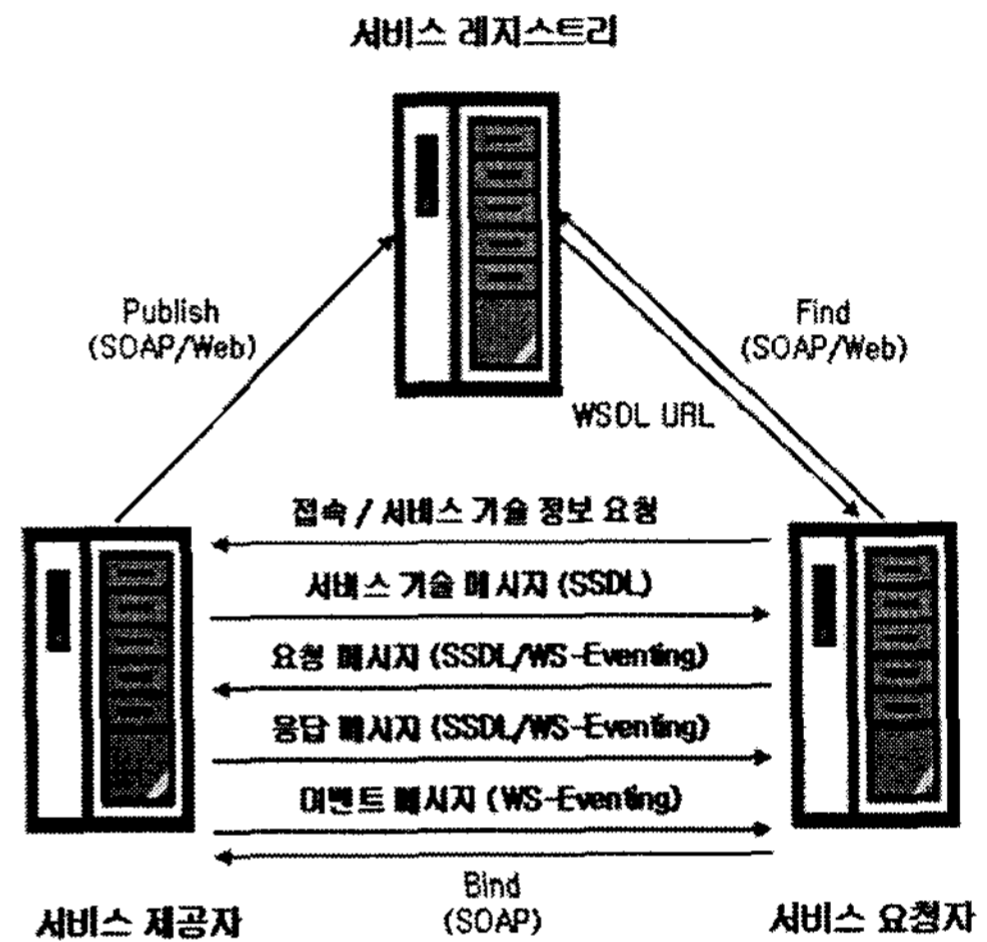 서비스 레지스트리
Publish
(SOAP/Web)
Find
(SOAP/Web)
WSDL URL
접속 / 서비스 기술 정보 요청
서비스 기술 메시지 (SSDL)
요청 메시지 (SSDL/WS-Eventing)
응답 메시지 (SSDL/WS-Eventing)
이벤트 메시지 (WS-Eventing)
Bind
(SOAP)
서비스 제공자
서비스 요청자